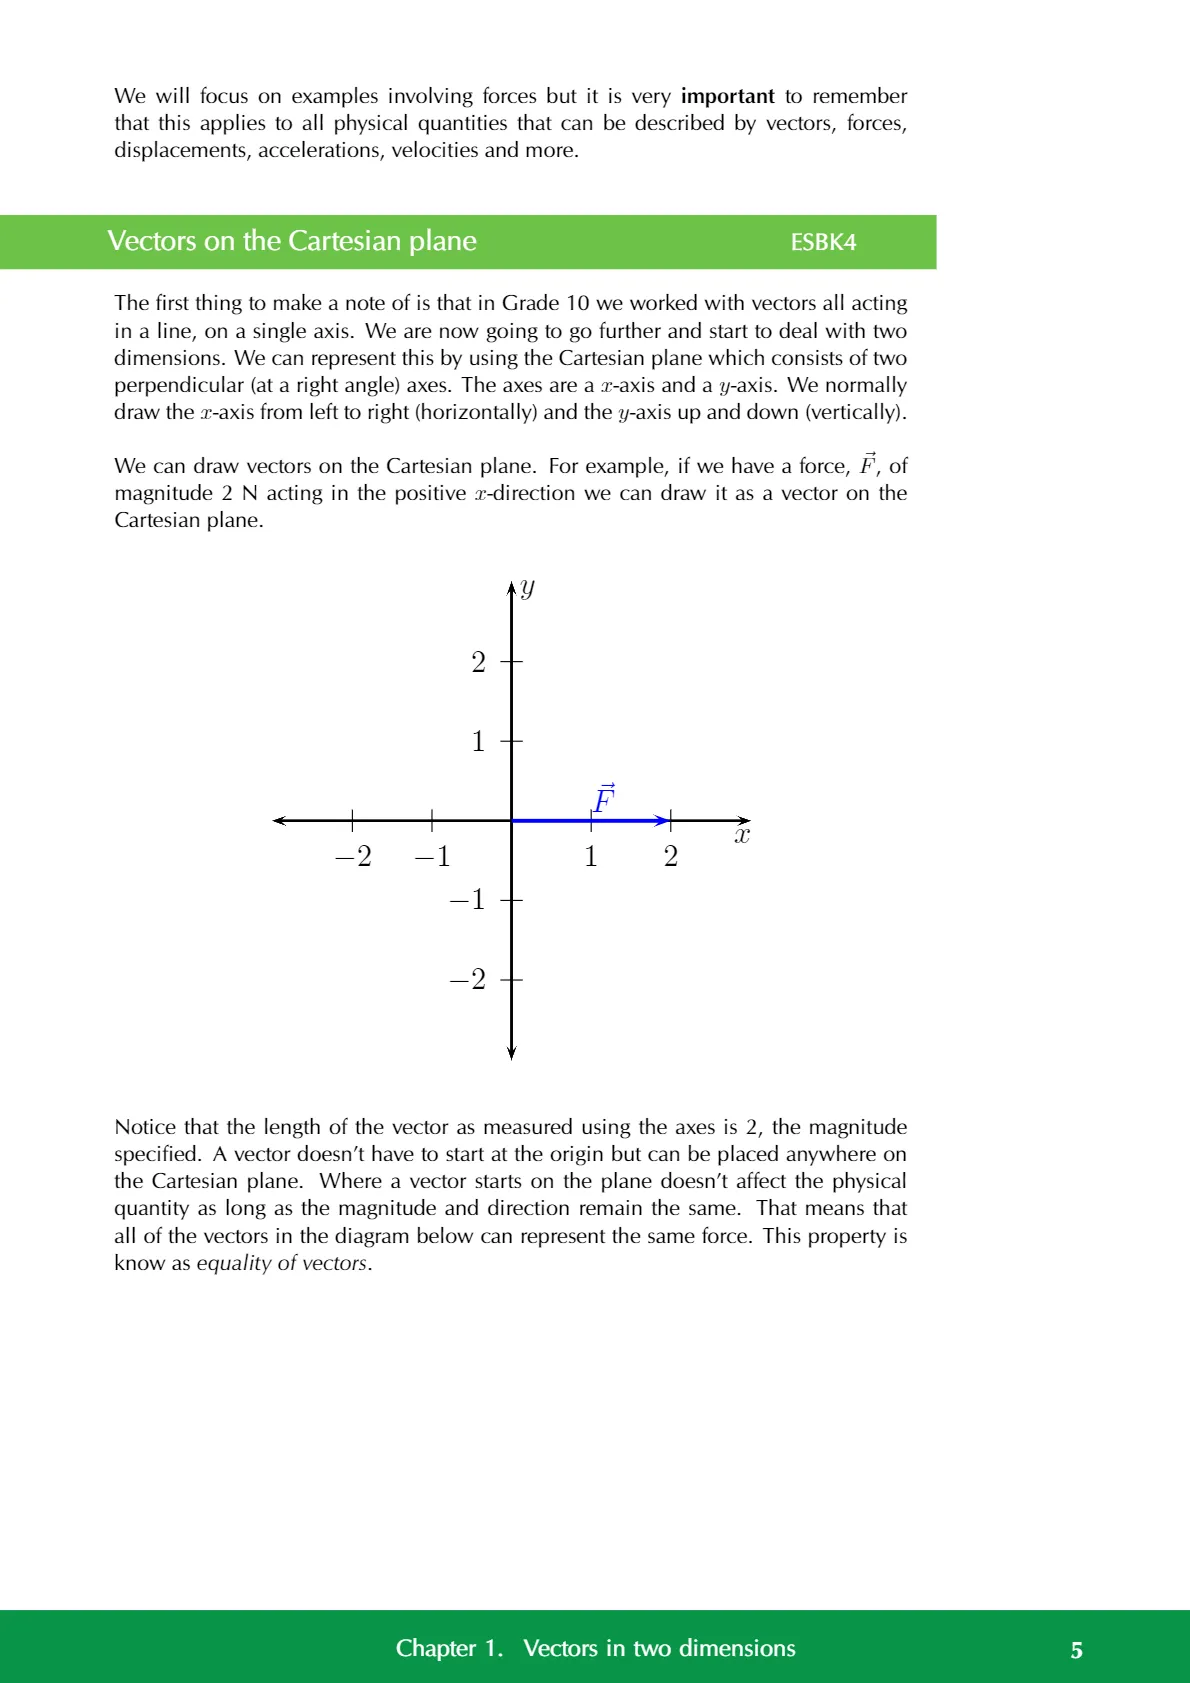 We will focus on examples involving forces but it is very important to remember
that this applies to all physical quantities that can be described by vectors, forces,
displacements, accelerations, velocities and more.
Vectors on the Cartesian plane ESBK4
The first thing to make a note of is that in Grade 10 we worked with vectors all acting
in a line, on a single axis. We are now going to go further and start to deal with two
dimensions. We can represent this by using the Cartesian plane which consists of two
perpendicular (at a right angle) axes. The axes are a x-axis and a y-axis. We normally
draw the x-axis from left to right (horizontally) and the y-axis up and down (vertically).
We can draw vectors on the Cartesian plane. For example, if we have a force, F⃗, of
magnitude 2 N acting in the positive x-direction we can draw it as a vector on the
Cartesian plane.
y
2
1
F⃗
x
−2 −1 1 2
−1
−2
Notice that the length of the vector as measured using the axes is 2, the magnitude
specified. A vector doesn’t have to start at the origin but can be placed anywhere on
the Cartesian plane. Where a vector starts on the plane doesn’t affect the physical
quantity as long as the magnitude and direction remain the same. That means that
all of the vectors in the diagram below can represent the same force. This property is
know as equality of vectors.
Chapter 1. Vectors in two dimensions 5